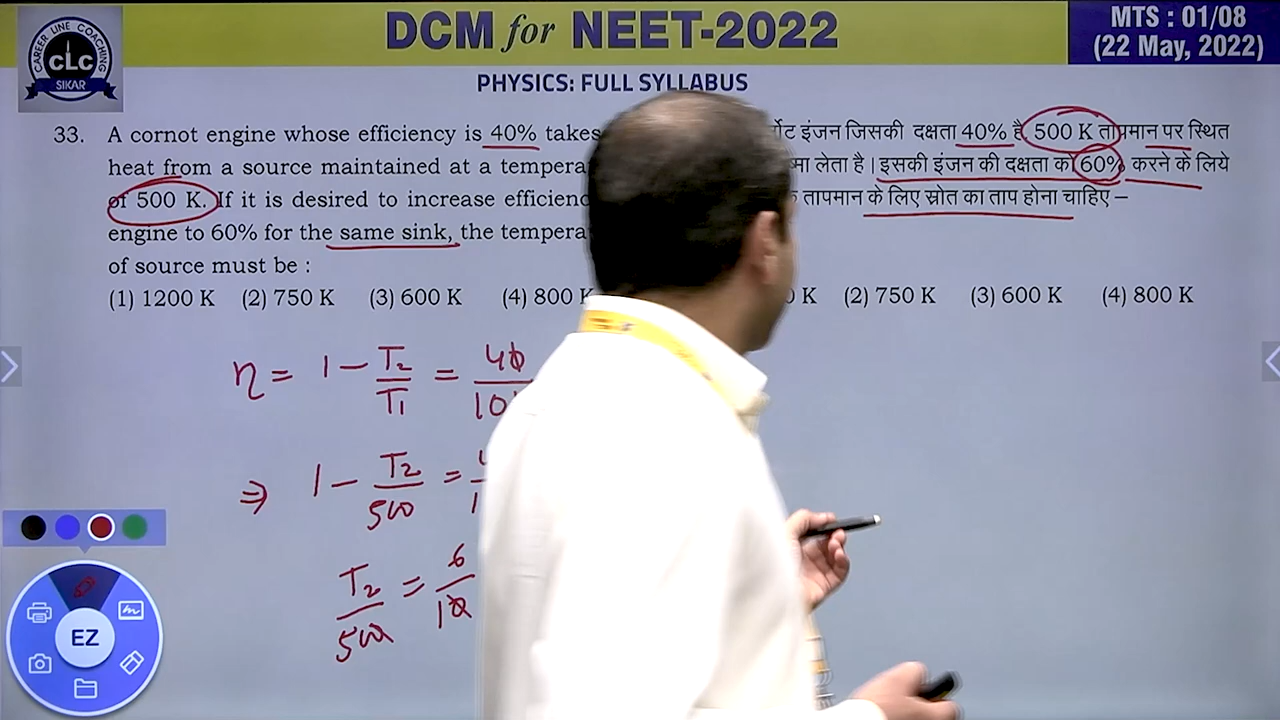 CAREER LINE COACHING
CLC
SIKAR
DCM for NEET-2022
MTS : 01/08
(22 May, 2022)
PHYSICS: FULL SYLLABUS
33. A cornot engine whose efficiency is 40% takes
heat from a source maintained at a
of 500 K. If it is desired to increase
engine to 60% for the same sink, the
of source must be :
(1) 1200 K (2) 750 K (3) 600 K (4) 800 K
इंजन जिसकी दक्षता 40% है 500 K तापमान पर स्थित
लेता है। इसकी इंजन की दक्षता को 60% करने के लिये
तापमान के लिए स्रोत का ताप होना चाहिए –
K (2) 750 K (3) 600 K (4) 800 K
η = 1 – T₂/T₁ = 40/10
⇒ 1 – T₂/500 =
T₂/500 = 6/10
EZ